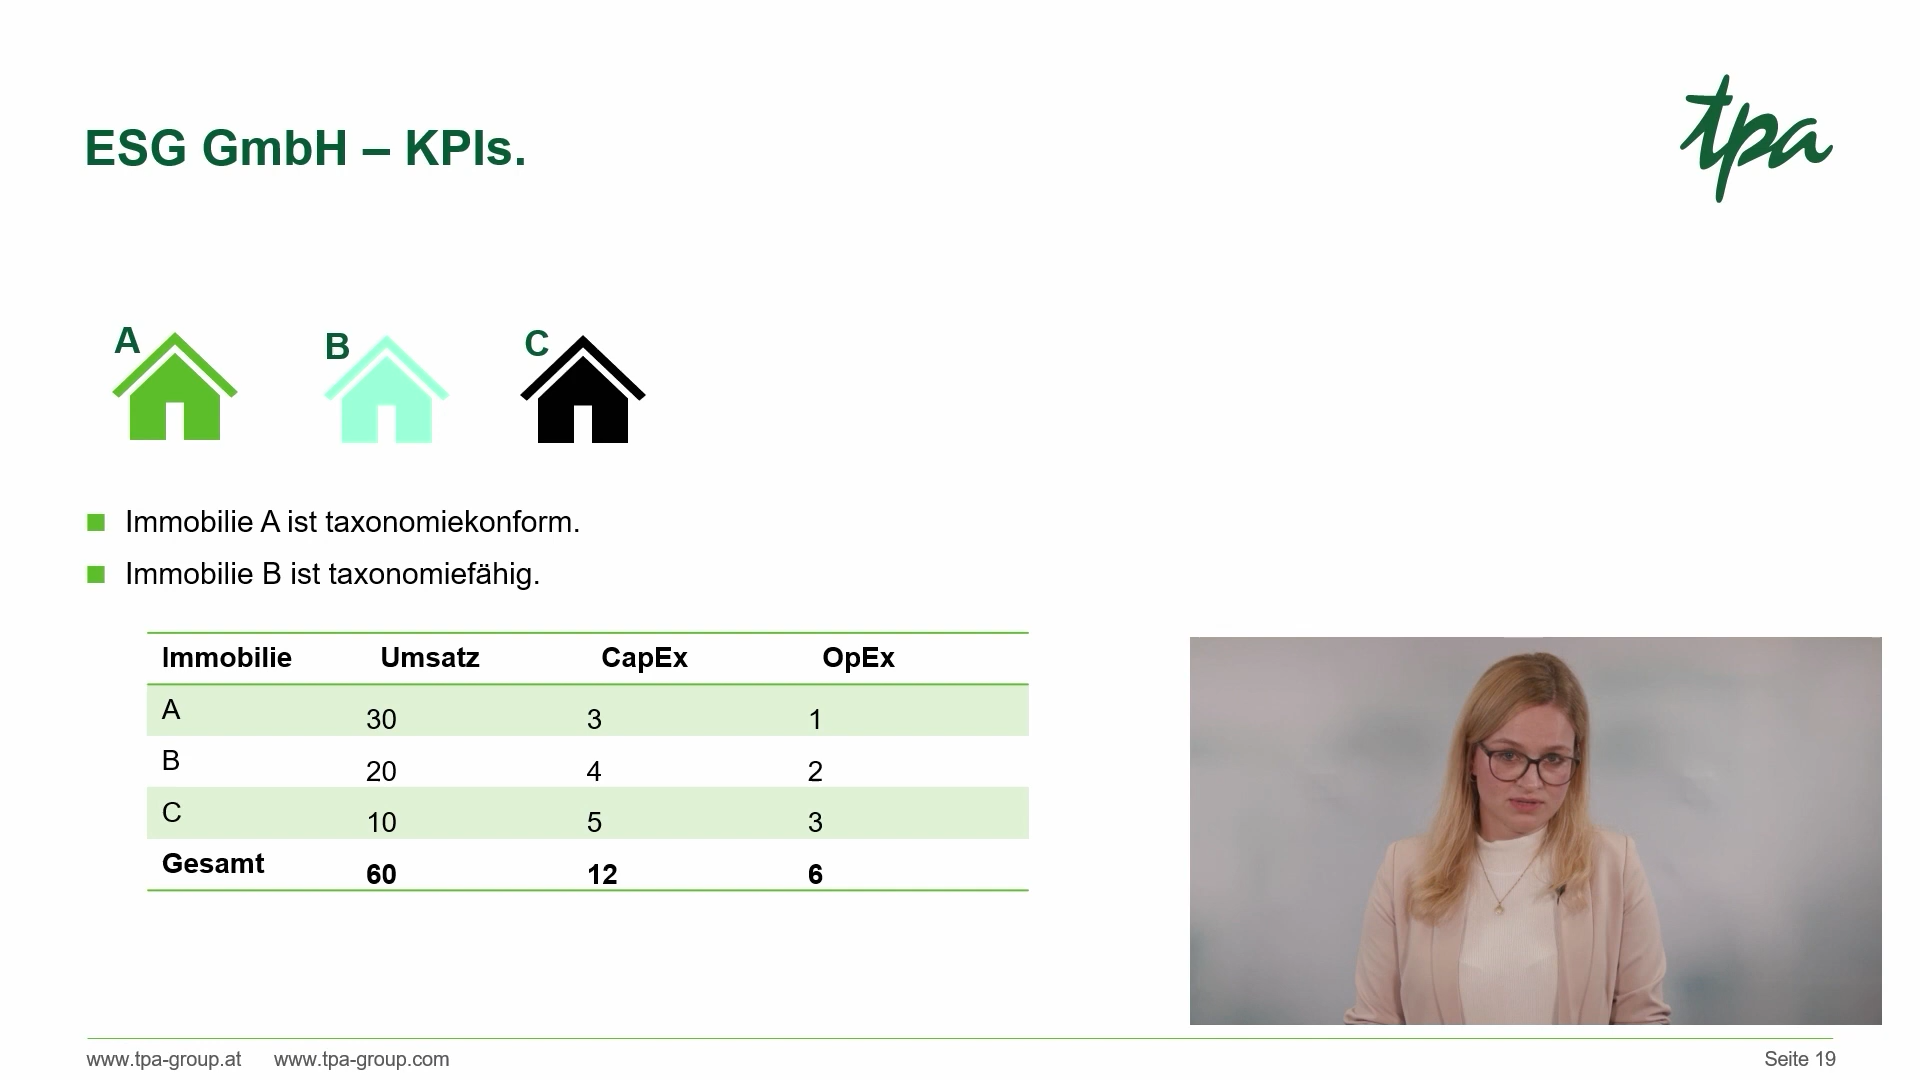 ESG GmbH – KPIs.
tpa
A
B
C
Immobilie A ist taxonomiekonform.
Immobilie B ist taxonomiefähig.
Immobilie Umsatz CapEx OpEx
A 30 3 1
B 20 4 2
C 10 5 3
Gesamt 60 12 6
www.tpa-group.at www.tpa-group.com
Seite 19